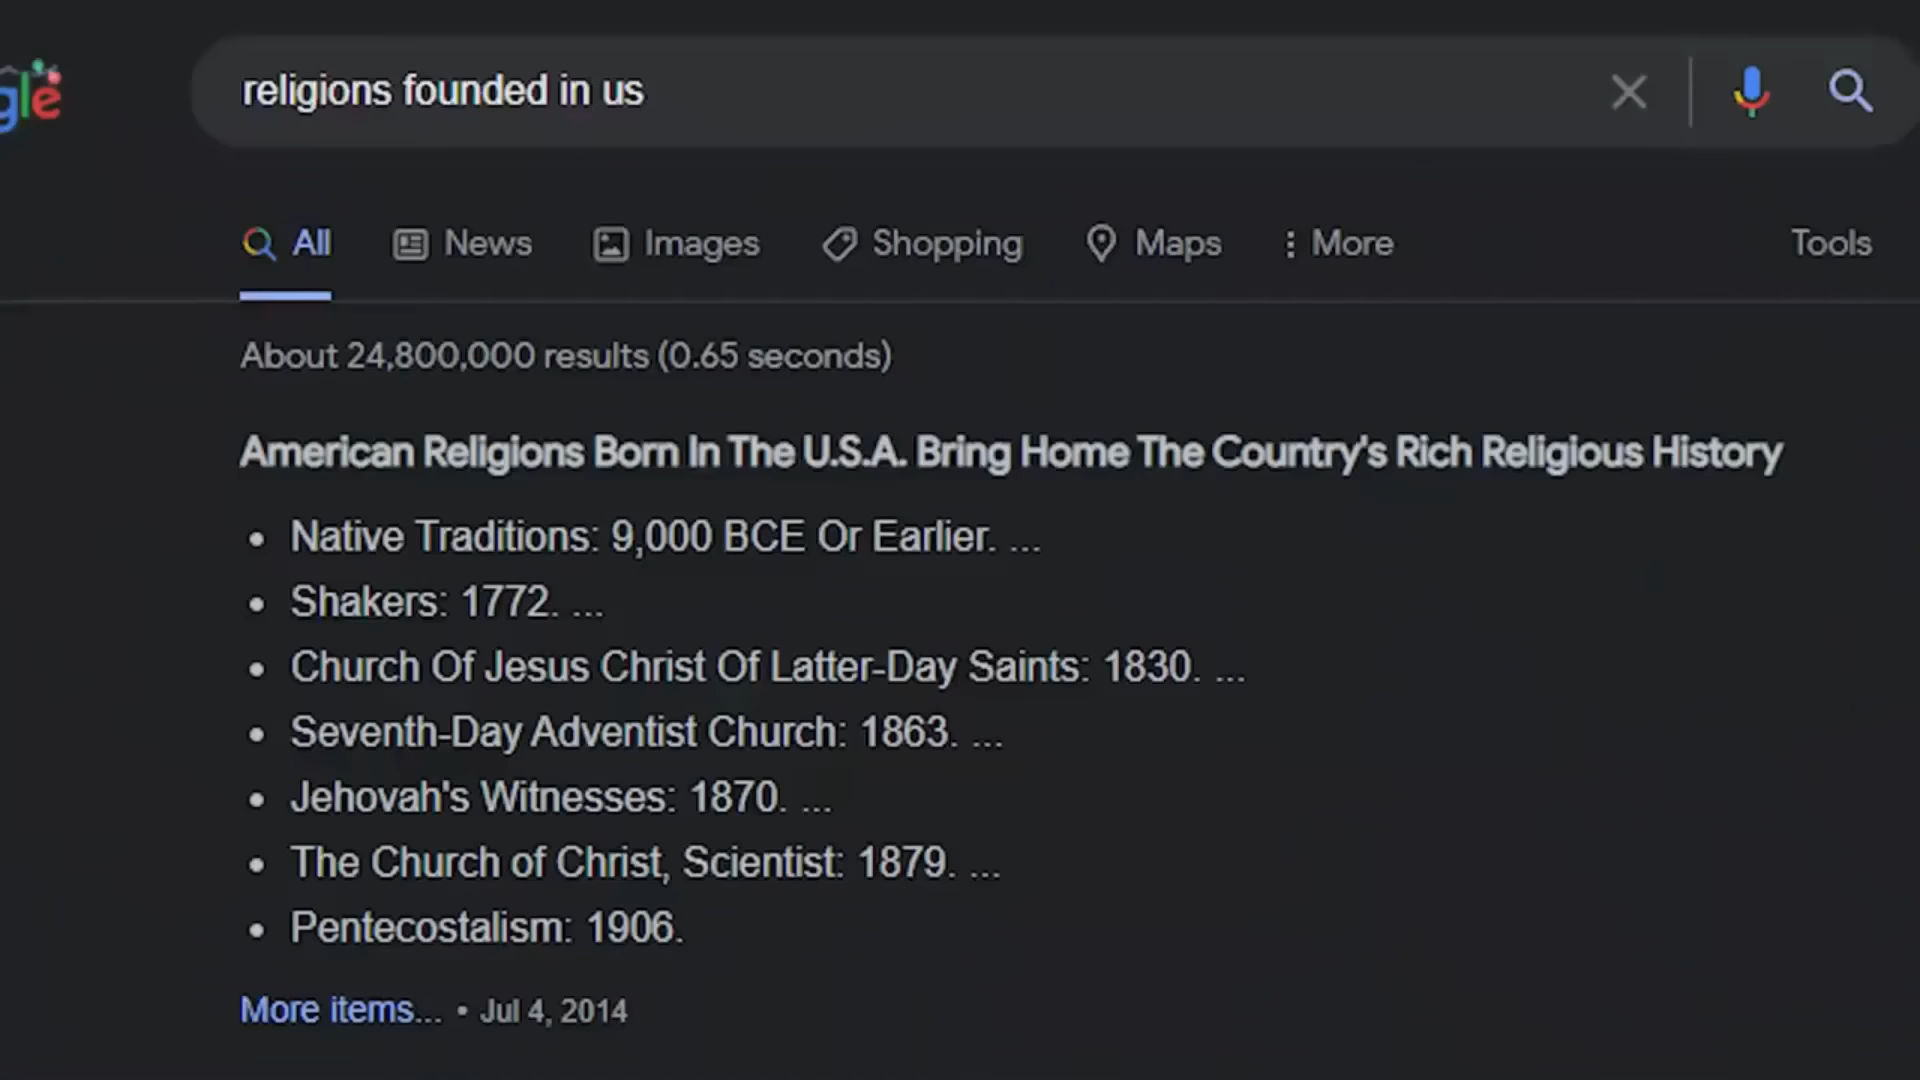 gle
religions founded in us
All News Images Shopping Maps More Tools
About 24,800,000 results (0.65 seconds)
American Religions Born In The U.S.A. Bring Home The Country's Rich Religious History
• Native Traditions: 9,000 BCE Or Earlier. ...
• Shakers: 1772. ...
• Church Of Jesus Christ Of Latter-Day Saints: 1830. ...
• Seventh-Day Adventist Church: 1863. ...
• Jehovah's Witnesses: 1870. ...
• The Church of Christ, Scientist: 1879. ...
• Pentecostalism: 1906.
More items... • Jul 4, 2014